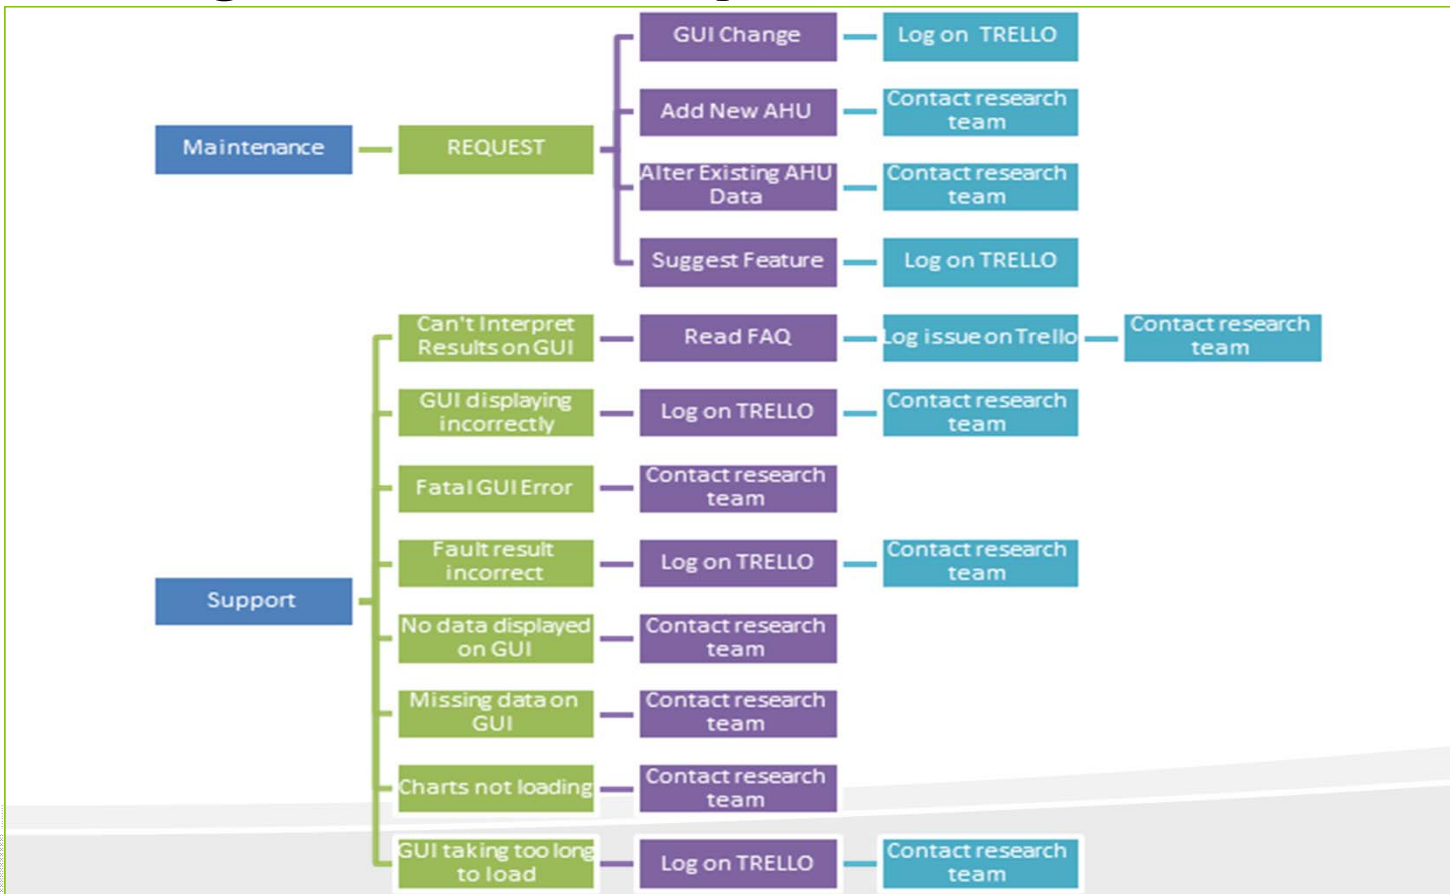 GUI Change
Log on TRELLO
Add New AHU
Contact research
team
Maintenance
REQUEST
Alter Existing AHU
Data
Contact research
team
Suggest Feature
Log on TRELLO
Can't Interpret
Results on GUI
Read FAQ
Log issue on Trello
Contact research
team
GUI displaying
incorrectly
Log on TRELLO
Contact research
team
Fatal GUI Error
Contact research
team
Fault result
incorrect
Log on TRELLO
Contact research
team
Support
No data displayed
on GUI
Contact research
team
Missing data on
GUI
Contact research
team
Charts not loading
Contact research
team
GUI taking too long
to load
Log on TRELLO
Contact research
team